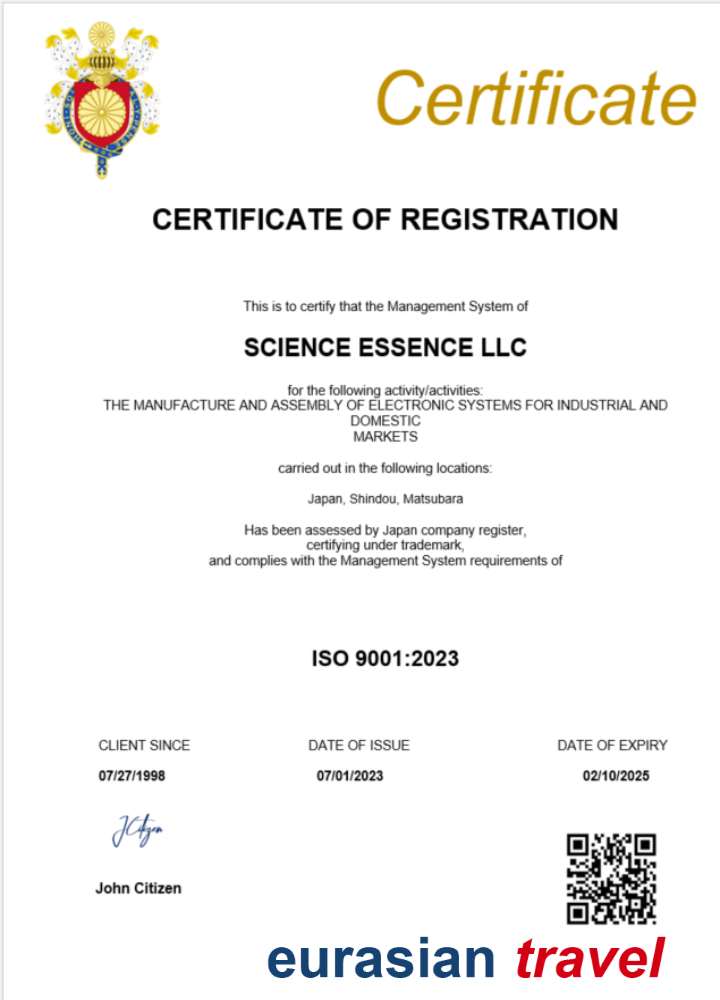 Certificate
CERTIFICATE OF REGISTRATION
This is to certify that the Management System of
SCIENCE ESSENCE LLC
for the following activity/activities:
THE MANUFACTURE AND ASSEMBLY OF ELECTRONIC SYSTEMS FOR INDUSTRIAL AND
DOMESTIC
MARKETS
carried out in the following locations:
Japan, Shindou, Matsubara
Has been assessed by Japan company register,
certifying under trademark,
and complies with the Management System requirements of
ISO 9001:2023
CLIENT SINCE DATE OF ISSUE DATE OF EXPIRY
07/27/1998 07/01/2023 02/10/2025
JCitizen
John Citizen
eurasian travel